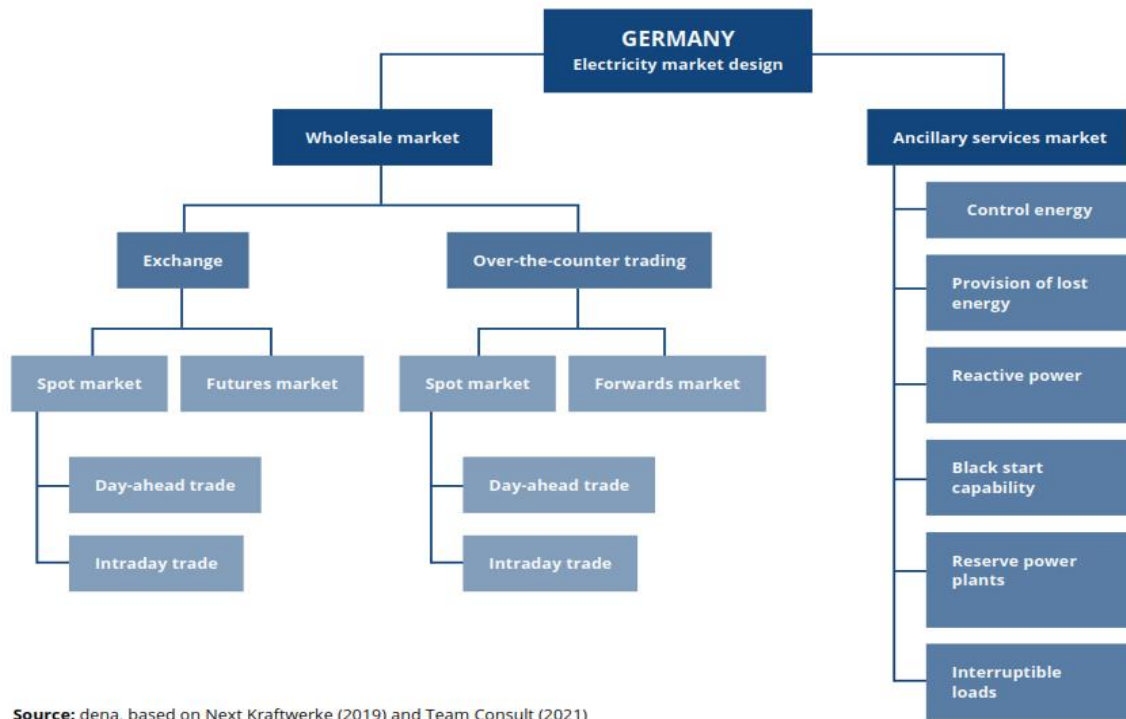 GERMANY
Electricity market design
Wholesale market
Ancillary services market
Exchange
Over-the-counter trading
Spot market
Futures market
Spot market
Forwards market
Day-ahead trade
Intraday trade
Day-ahead trade
Intraday trade
Control energy
Provision of lost
energy
Reactive power
Black start
capability
Reserve power
plants
Interruptible
loads
Source: dena, based on Next Kraftwerke (2019) and Team Consult (2021)